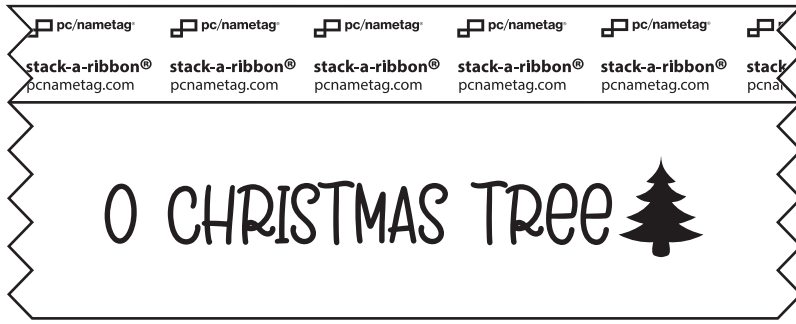 pc/nametag® pc/nametag® pc/nametag® pc/nametag® pc/nametag®
stack-a-ribbon® stack-a-ribbon® stack-a-ribbon® stack-a-ribbon® stack-a-ribbon® stack
pcnametag.com pcnametag.com pcnametag.com pcnametag.com pcnametag.com
O CHRISTMAS TREE